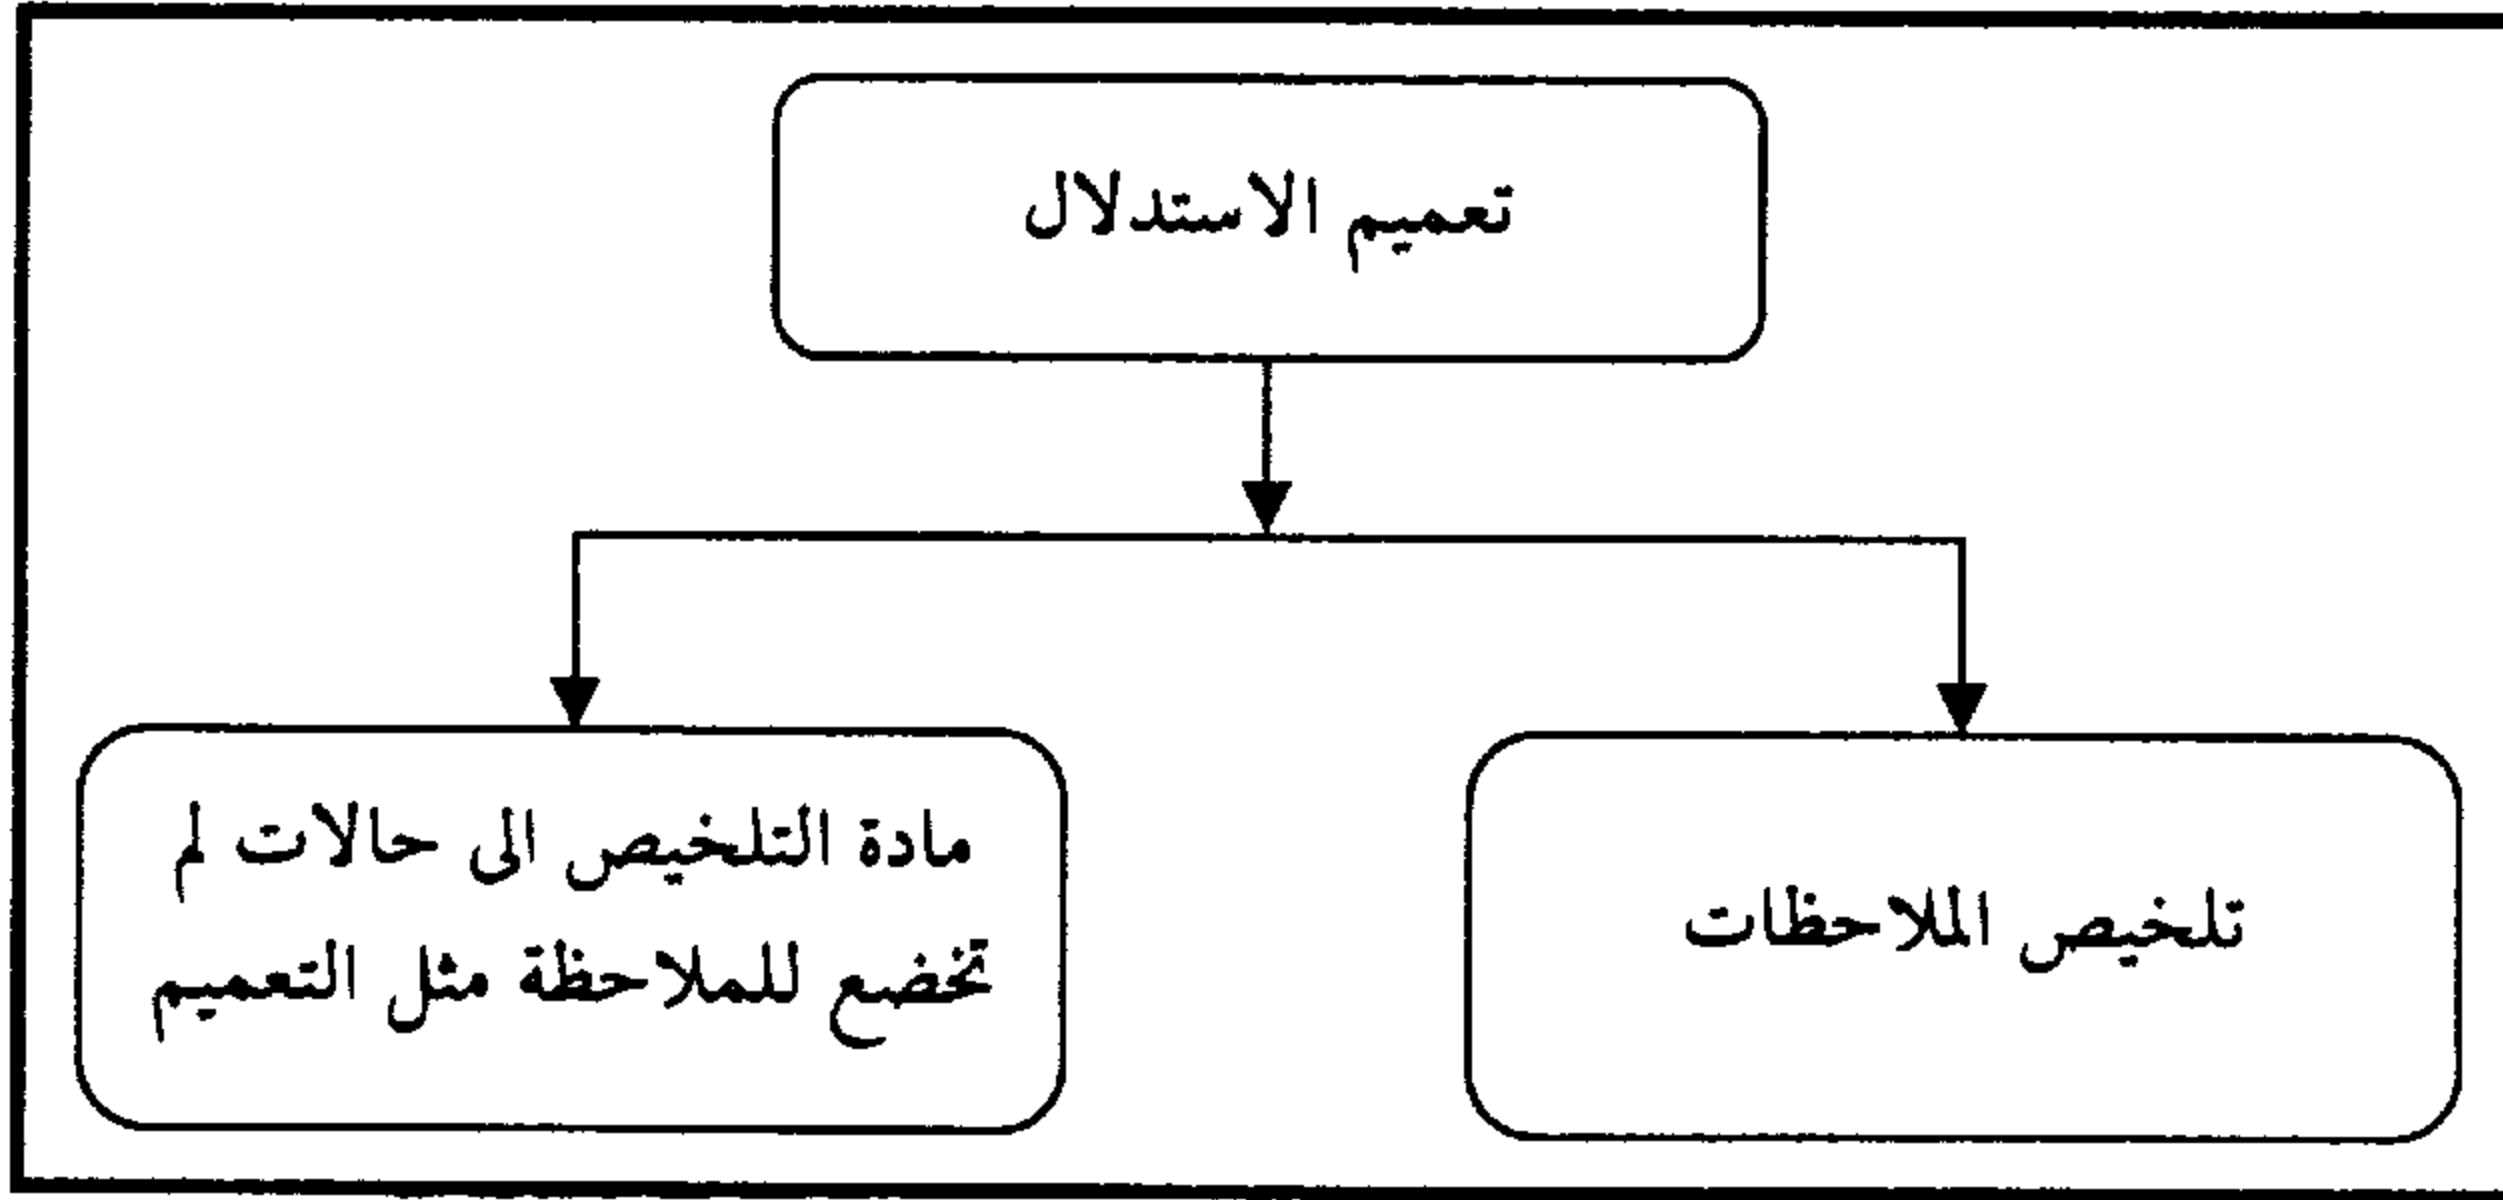 تعميم الاستدلال
تلخيص الملاحظات
مادة التلخيص الى حالات لم
تخضع للملاحظة مثل التعميم